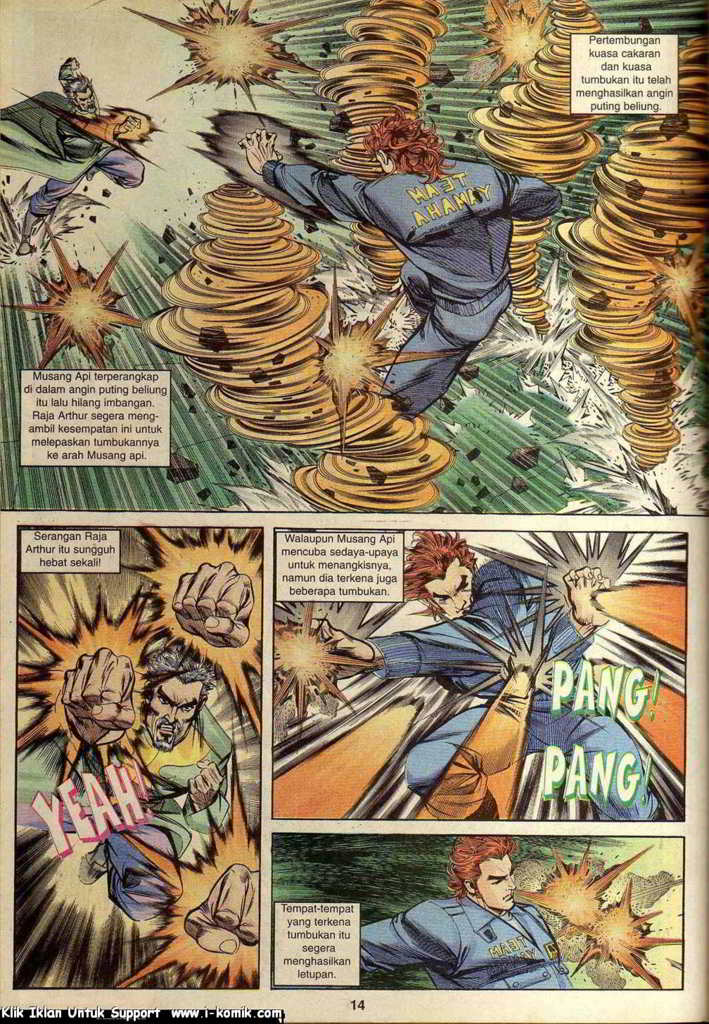 Pertembungan
kuasa cakaran
dan kuasa
tumbukan itu telah
menghasilkan angin
puting beliung.
HAET
AHAMAY
Musang Api terperangkap
di dalam angin puting beliung
itu lalu hilang imbangan.
Raja Arthur segera meng-
ambil kesempatan ini untuk
melepaskan tumbukannya
ke arah Musang api.
Serangan Raja
Arthur itu sungguh
hebat sekali!
YEAH!
Walaupun Musang Api
mencuba sedaya-upaya
untuk menangkisnya,
namun dia terkena juga
beberapa tumbukan.
PANG!
PANG!
Tempat-tempat
yang terkena
tumbukan itu
segera
menghasilkan
letupan.
14
Klik Iklan Untuk Support www.i-komik.com